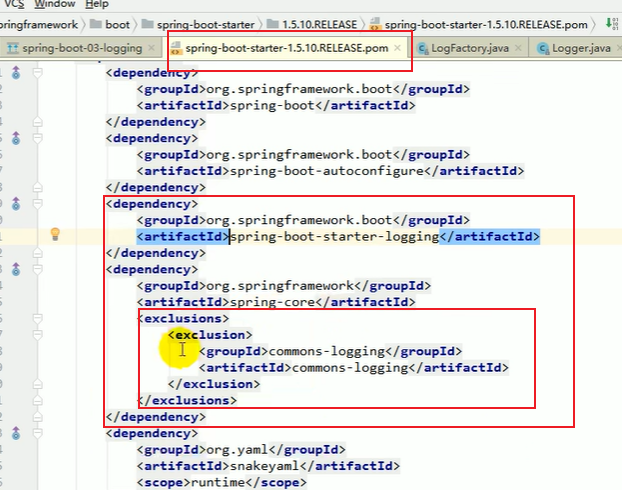 VCS Window Help
pringframework boot spring-boot-starter 1.5.10.RELEASE spring-boot-starter-1.5.10.RELEASE.pom
spring-boot-03-logging × spring-boot-starter-1.5.10.RELEASE.pom × LogFactory.java × Logger.java ×
<dependency>
<groupId>org.springframework.boot</groupId>
<artifactId>spring-boot</artifactId>
</dependency>
<dependency>
<groupId>org.springframework.boot</groupId>
<artifactId>spring-boot-autoconfigure</artifactId>
</dependency>
<dependency>
<groupId>org.springframework.boot</groupId>
<artifactId>spring-boot-starter-logging</artifactId>
</dependency>
<dependency>
<groupId>org.springframework</groupId>
<artifactId>spring-core</artifactId>
<exclusions>
<exclusion>
<groupId>commons-logging</groupId>
<artifactId>commons-logging</artifactId>
</exclusion>
</exclusions>
</dependency>
<dependency>
<groupId>org.yaml</groupId>
<artifactId>snakeyaml</artifactId>
<scope>runtime</scope>